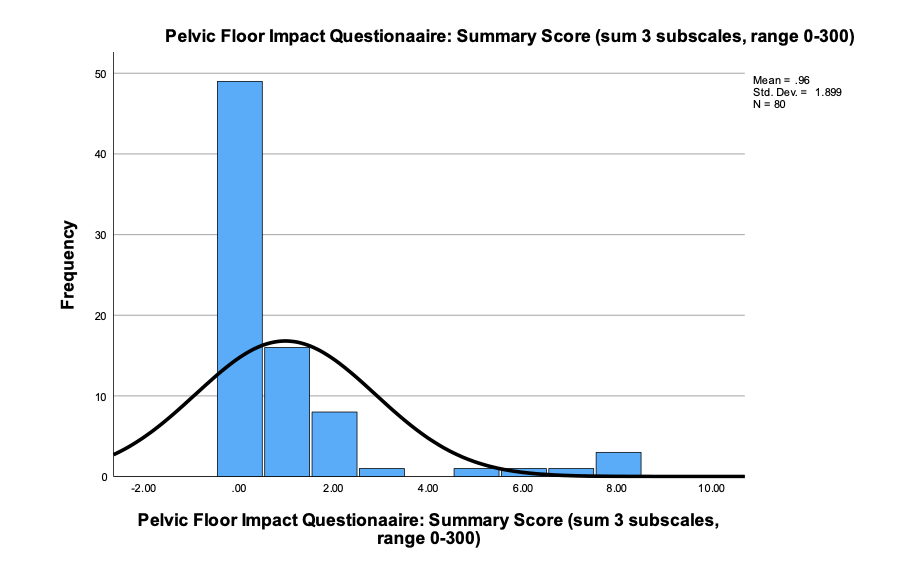 Pelvic Floor Impact Questionaaire: Summary Score (sum 3 subscales, range 0-300)
Mean = .96
Std. Dev. = 1.899
N = 80
Frequency
50
40
30
20
10
0
-2.00 .00 2.00 4.00 6.00 8.00 10.00
Pelvic Floor Impact Questionaaire: Summary Score (sum 3 subscales,
range 0-300)